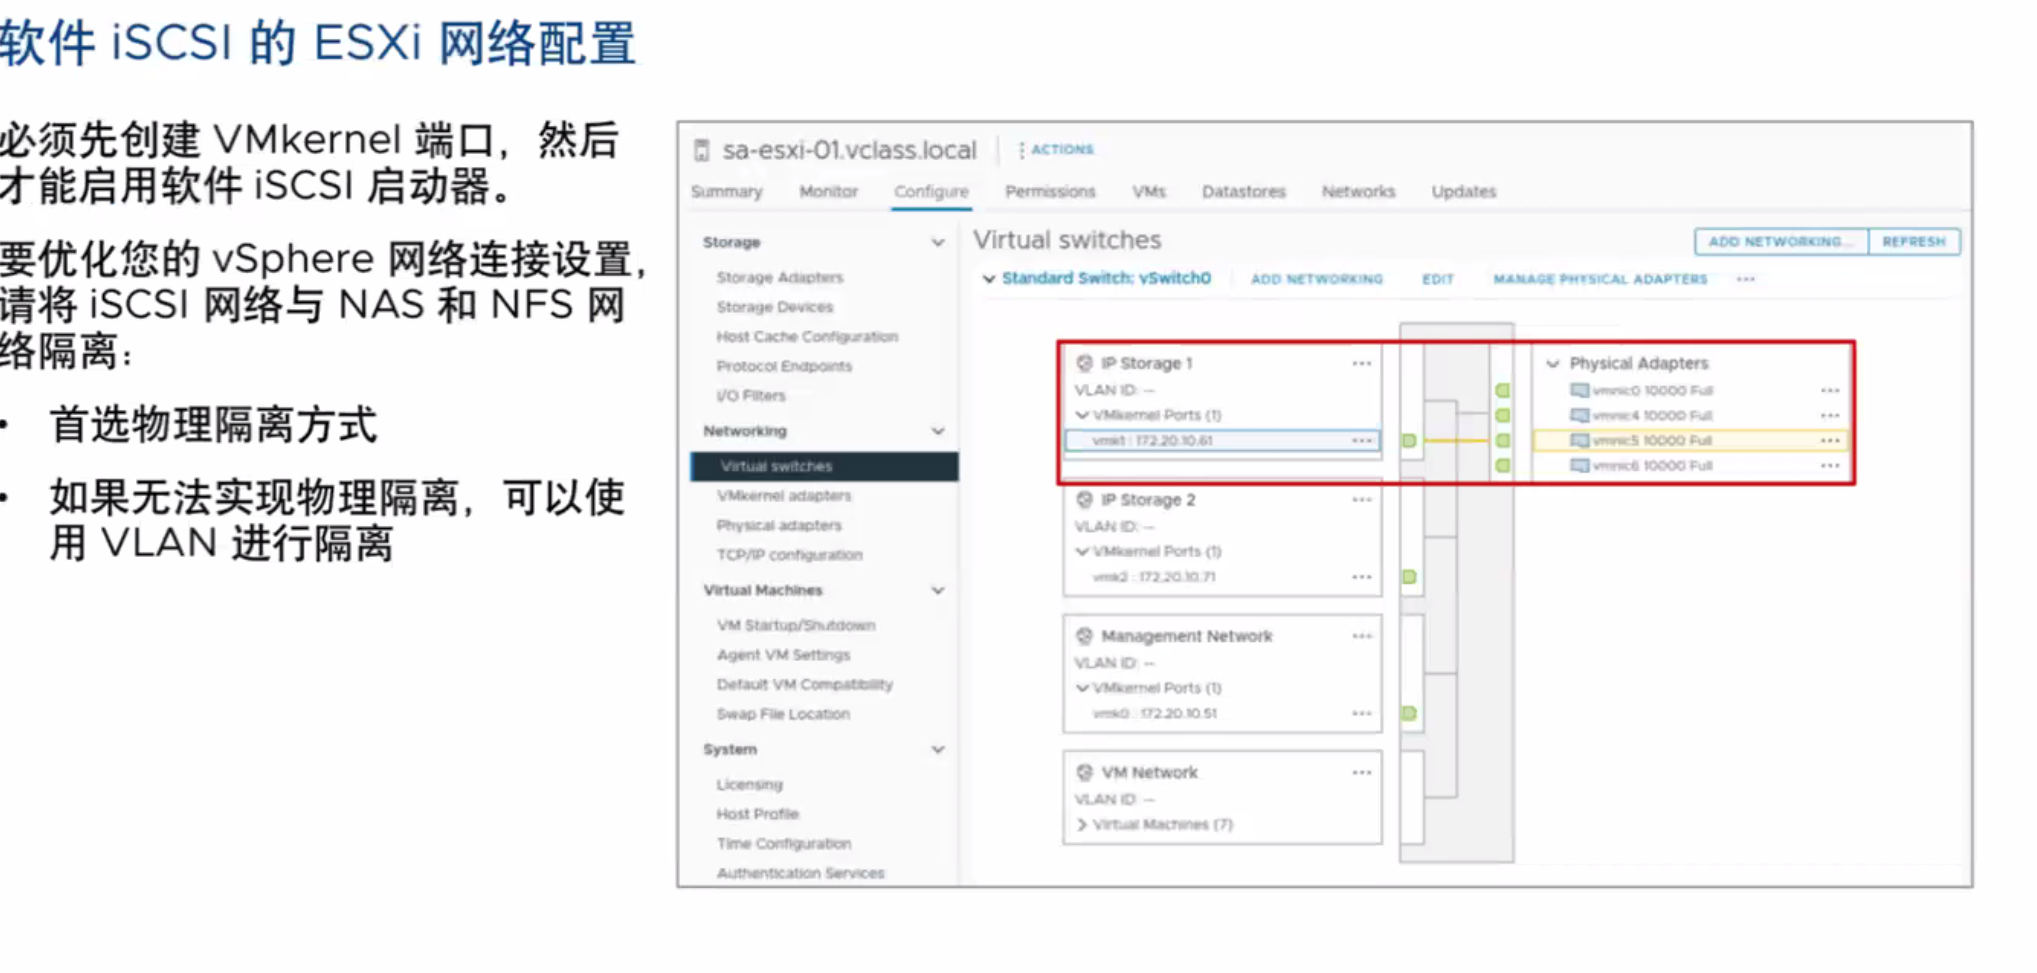 软件 iSCSI 的 ESXi 网络配置
必须先创建 VMkernel 端口，然后
才能启用软件 iSCSI 启动器。
要优化您的 vSphere 网络连接设置，
请将 iSCSI 网络与 NAS 和 NFS 网
络隔离：
• 首选物理隔离方式
• 如果无法实现物理隔离，可以使
用 VLAN 进行隔离
sa-esxi-01.vclass.local
ACTIONS
Summary Monitor Configure Permissions VMs Datastores Networks Updates
Storage
Storage Adapters
Storage Devices
Host Cache Configuration
Protocol Endpoints
I/O Filters
Networking
Virtual switches
VMkernel adapters
Physical adapters
TCP/IP configuration
Virtual Machines
VM Startup/Shutdown
Agent VM Settings
Default VM Compatibility
Swap File Location
System
Licensing
Host Profile
Time Configuration
Authentication Services
Virtual switches
ADD NETWORKING... REFRESH
Standard Switch: vSwitch0 ADD NETWORKING EDIT MANAGE PHYSICAL ADAPTERS ...
IP Storage 1 ...
VLAN ID: --
VMkernel Ports (1)
vmk1 : 172.20.10.61 ...
IP Storage 2 ...
VLAN ID: --
VMkernel Ports (1)
vmk2 : 172.20.10.71 ...
Management Network ...
VLAN ID: --
VMkernel Ports (1)
vmk0 : 172.20.10.51 ...
VM Network ...
VLAN ID: --
Virtual Machines (7)
Physical Adapters
vmnic0 10000 Full ...
vmnic4 10000 Full ...
vmnic5 10000 Full ...
vmnic6 10000 Full ...